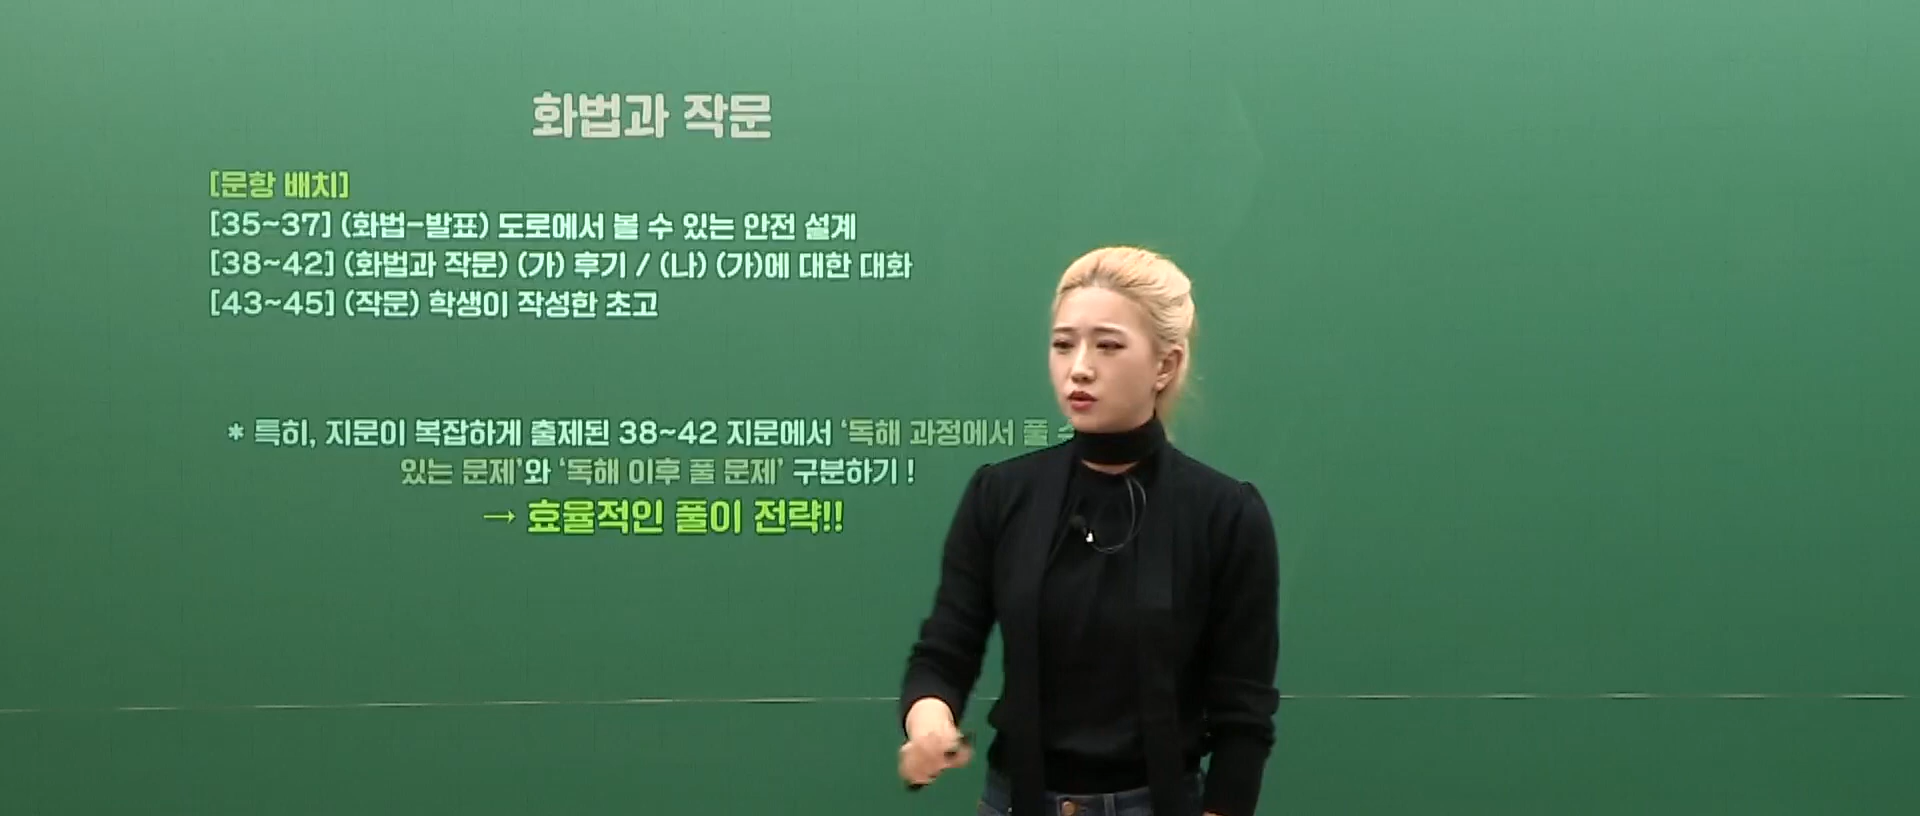 화법과 작문
[문항 배치]
[35~37] (화법-발표) 도로에서 볼 수 있는 안전 설계
[38~42] (화법과 작문) (가) 후기 / (나) (가)에 대한 대화
[43~45] (작문) 학생이 작성한 초고
* 특히, 지문이 복잡하게 출제된 38~42 지문에서 ‘독해 과정에서 풀 수
있는 문제’와 ‘독해 이후 풀 문제’ 구분하기 !
→ 효율적인 풀이 전략!!